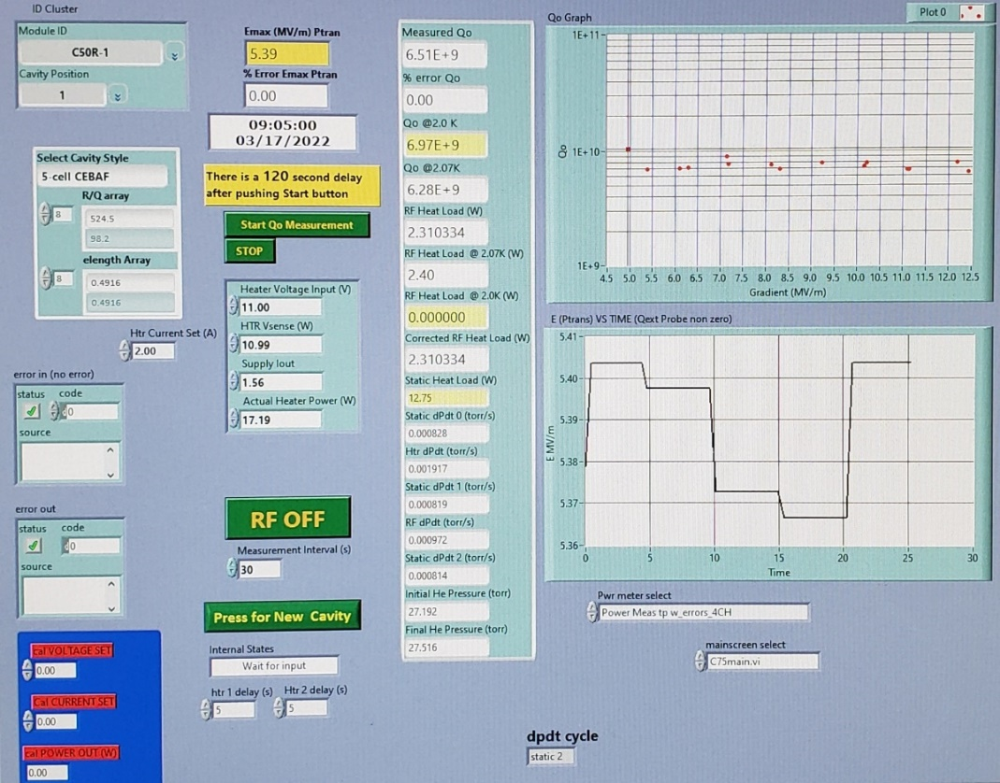 ID Cluster
Module ID
C50R-1
Cavity Position
1
Select Cavity Style
5-cell CEBAF
R/Q array
8
524.5
98.2
elength Array
8
0.4916
0.4916
Htr Current Set (A)
2.00
error in (no error)
status code
0
source
error out
status code
0
source
cal VOLTAGE SET
0.00
Cal CURRENT SET
0.00
cal POWER OUT (W)
0.00
Emax (MV/m) Ptran
5.39
% Error Emax Ptran
0.00
09:05:00
03/17/2022
There is a 120 second delay
after pushing Start button
Start Qo Measurement
STOP
Heater Voltage Input (V)
11.00
HTR Vsense (W)
10.99
Supply Iout
1.56
Actual Heater Power (W)
17.19
RF OFF
Measurement Interval (s)
30
Press for New Cavity
Internal States
Wait for input
htr 1 delay (s) Htr 2 delay (s)
5 5
Measured Qo
6.51E+9
% error Qo
0.00
Qo @2.0 K
6.97E+9
Qo @2.07K
6.28E+9
RF Heat Load (W)
2.310334
RF Heat Load @ 2.07K (W)
2.40
RF Heat Load @ 2.0K (W)
0.000000
Corrected RF Heat Load (W)
2.310334
Static Heat Load (W)
12.75
Static dPdt 0 (torr/s)
0.000828
Htr dPdt (torr/s)
0.001917
Static dPdt 1 (torr/s)
0.000819
RF dPdt (torr/s)
0.000972
Static dPdt 2 (torr/s)
0.000814
Initial He Pressure (torr)
27.192
Final He Pressure (torr)
27.516
Qo Graph
Plot 0
1E+11
1E+10
1E+9
Qo
4.5 5.0 5.5 6.0 6.5 7.0 7.5 8.0 8.5 9.0 9.5 10.0 10.5 11.0 11.5 12.0 12.5
Gradient (MV/m)
E (Ptrans) VS TIME (Qext Probe non zero)
5.41
5.40
5.39
5.38
5.37
5.36
E MV/m
0 5 10 15 20 25 30
Time
Pwr meter select
Power Meas tp w_errors_4CH
mainscreen select
C75main.vi
dpdt cycle
static 2